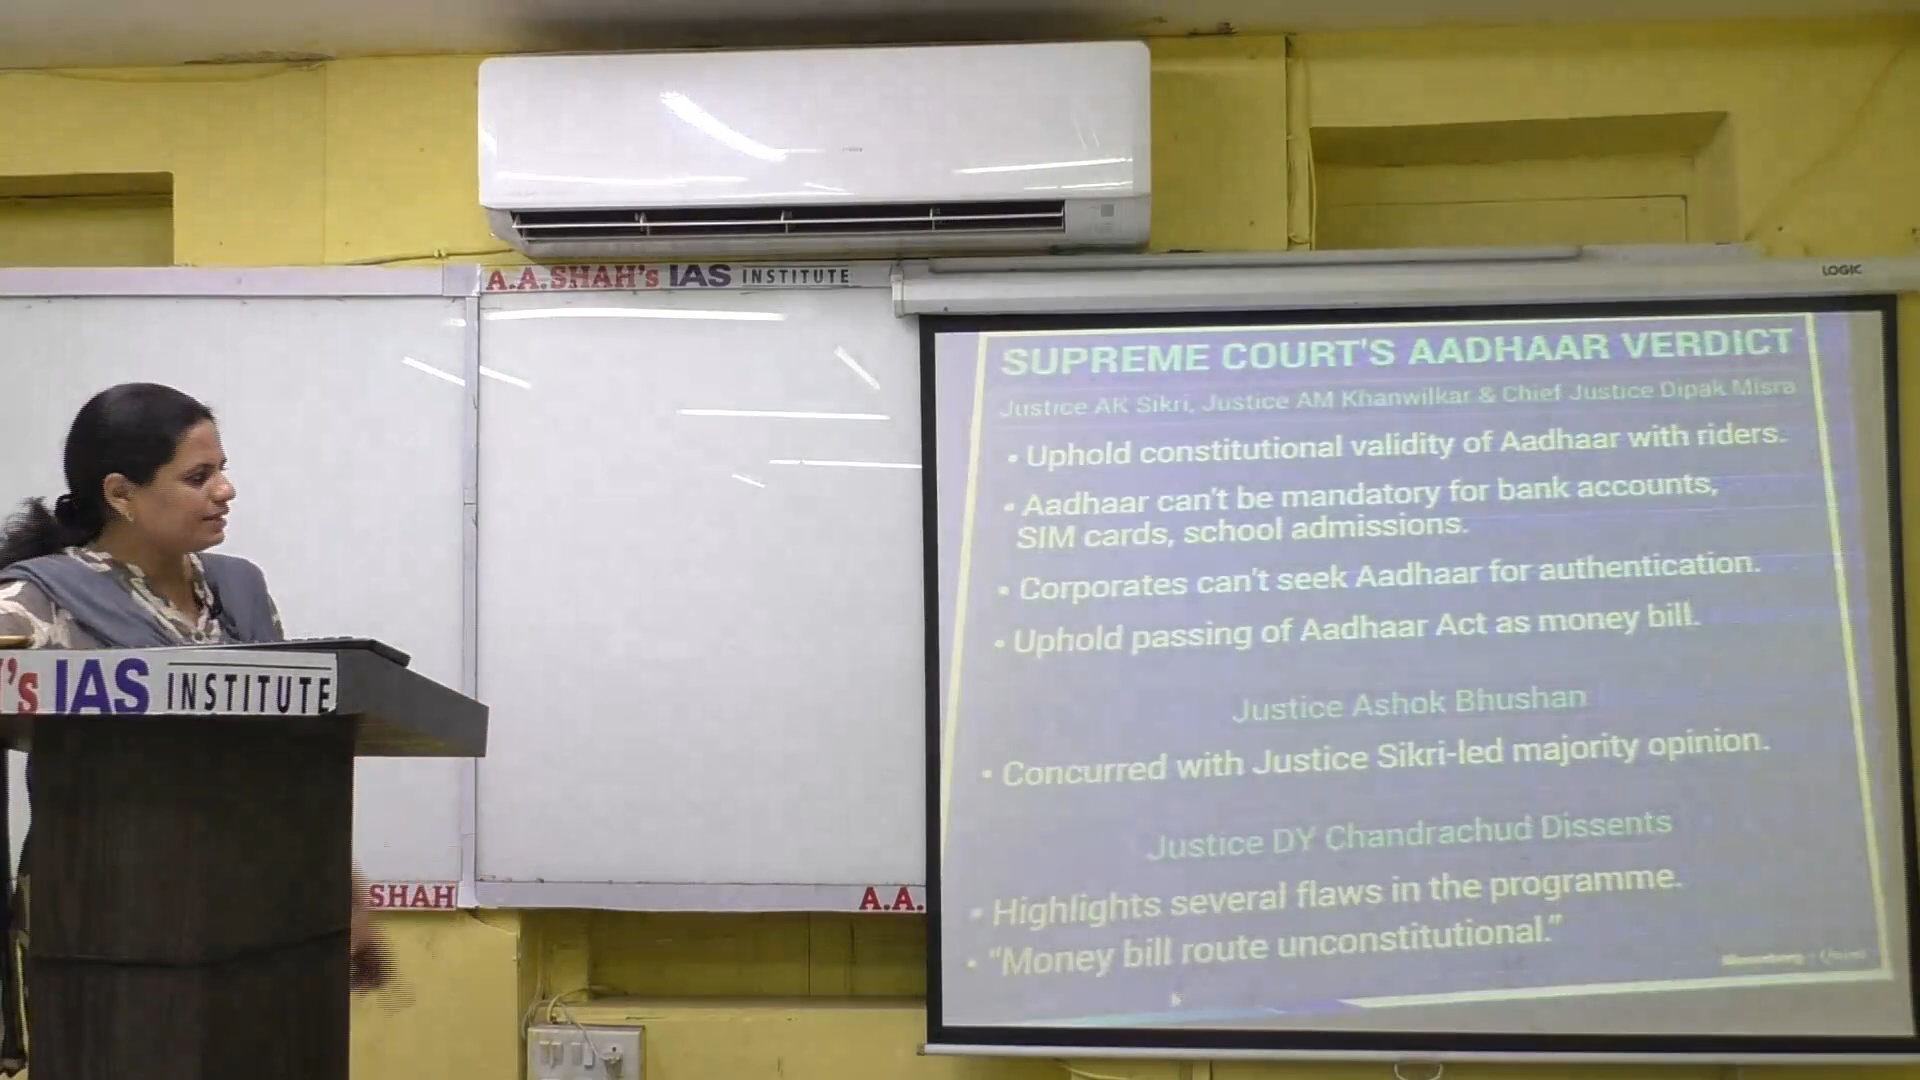 A.A.SHAH's IAS INSTITUTE
LOGIC
SUPREME COURT'S AADHAAR VERDICT
Justice AK Sikri, Justice AM Khanwilkar & Chief Justice Dipak Misra
• Uphold constitutional validity of Aadhaar with riders.
• Aadhaar can't be mandatory for bank accounts,
SIM cards, school admissions.
• Corporates can't seek Aadhaar for authentication.
• Uphold passing of Aadhaar Act as money bill.
Justice Ashok Bhushan
• Concurred with Justice Sikri-led majority opinion.
Justice DY Chandrachud Dissents
• Highlights several flaws in the programme.
• "Money bill route unconstitutional."
's IAS INSTITUTE
SHAH
A.A.